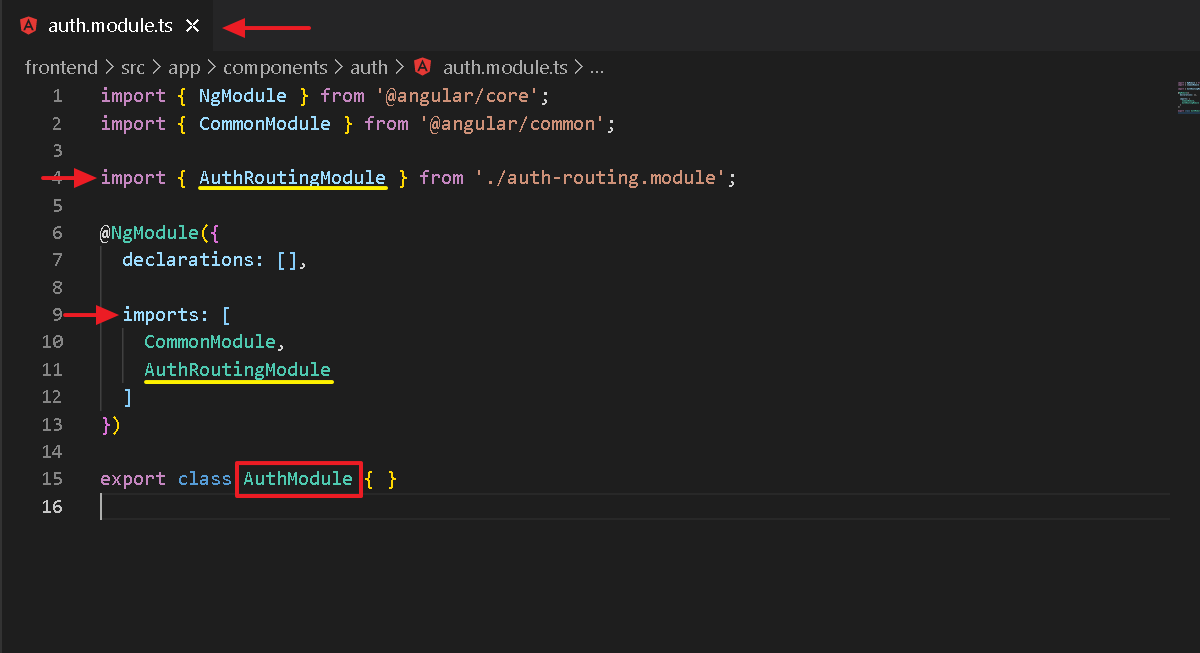 auth.module.ts
frontend > src > app > components > auth > auth.module.ts > ...
1 import { NgModule } from '@angular/core';
2 import { CommonModule } from '@angular/common';
3
4 import { AuthRoutingModule } from './auth-routing.module';
5
6 @NgModule({
7 declarations: [],
8
9 imports: [
10 CommonModule,
11 AuthRoutingModule
12 ]
13 })
14
15 export class AuthModule { }
16